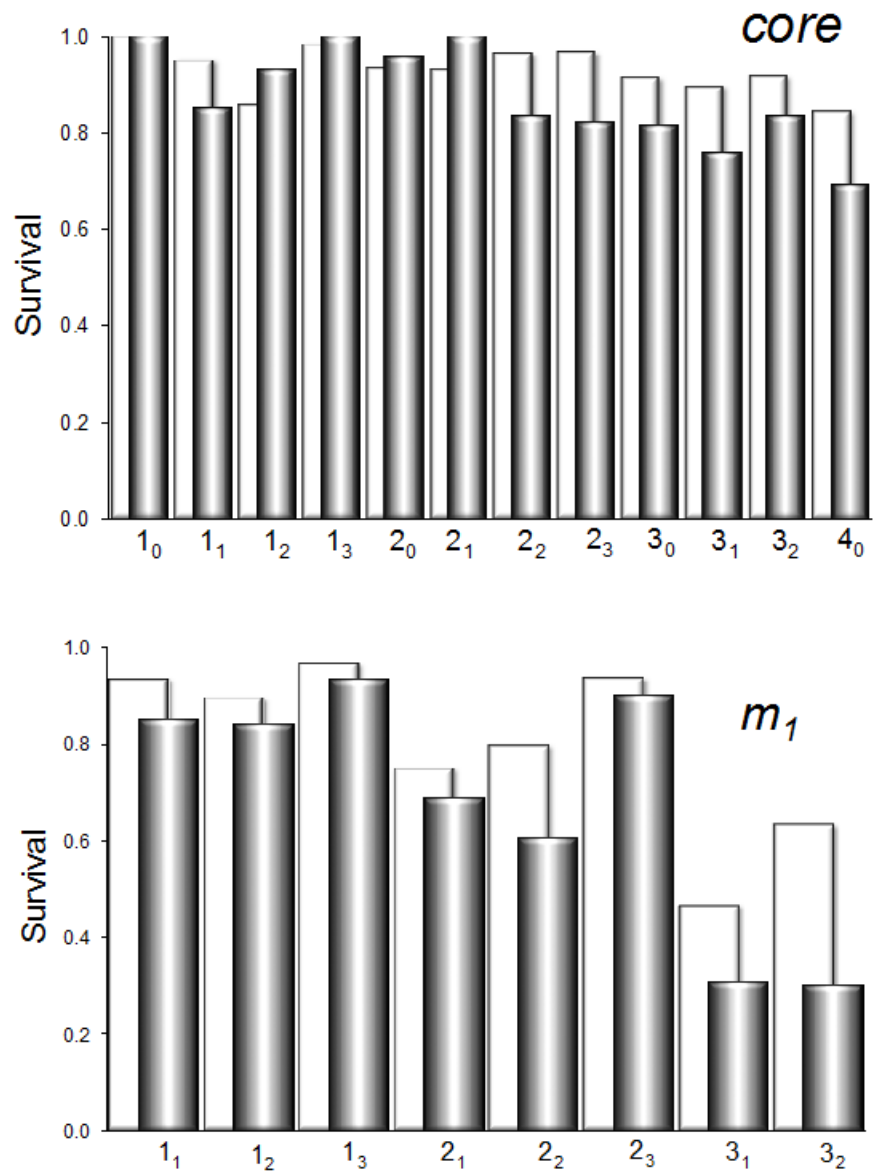 core
1.0
0.8
0.6
0.4
0.2
0.0
Survival
1₀ 1₁ 1₂ 1₃ 2₀ 2₁ 2₂ 2₃ 3₀ 3₁ 3₂ 4₀
m₁
1.0
0.8
0.6
0.4
0.2
0.0
Survival
1₁ 1₂ 1₃ 2₁ 2₂ 2₃ 3₁ 3₂